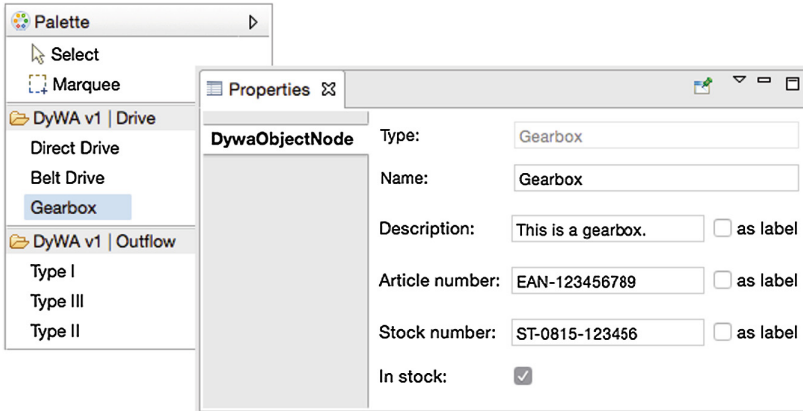 Palette
Select
Marquee
DyWA v1 | Drive
Direct Drive
Belt Drive
Gearbox
DyWA v1 | Outflow
Type I
Type III
Type II
Properties
DywaObjectNode
Type: Gearbox
Name: Gearbox
Description: This is a gearbox. as label
Article number: EAN-123456789 as label
Stock number: ST-0815-123456 as label
In stock: